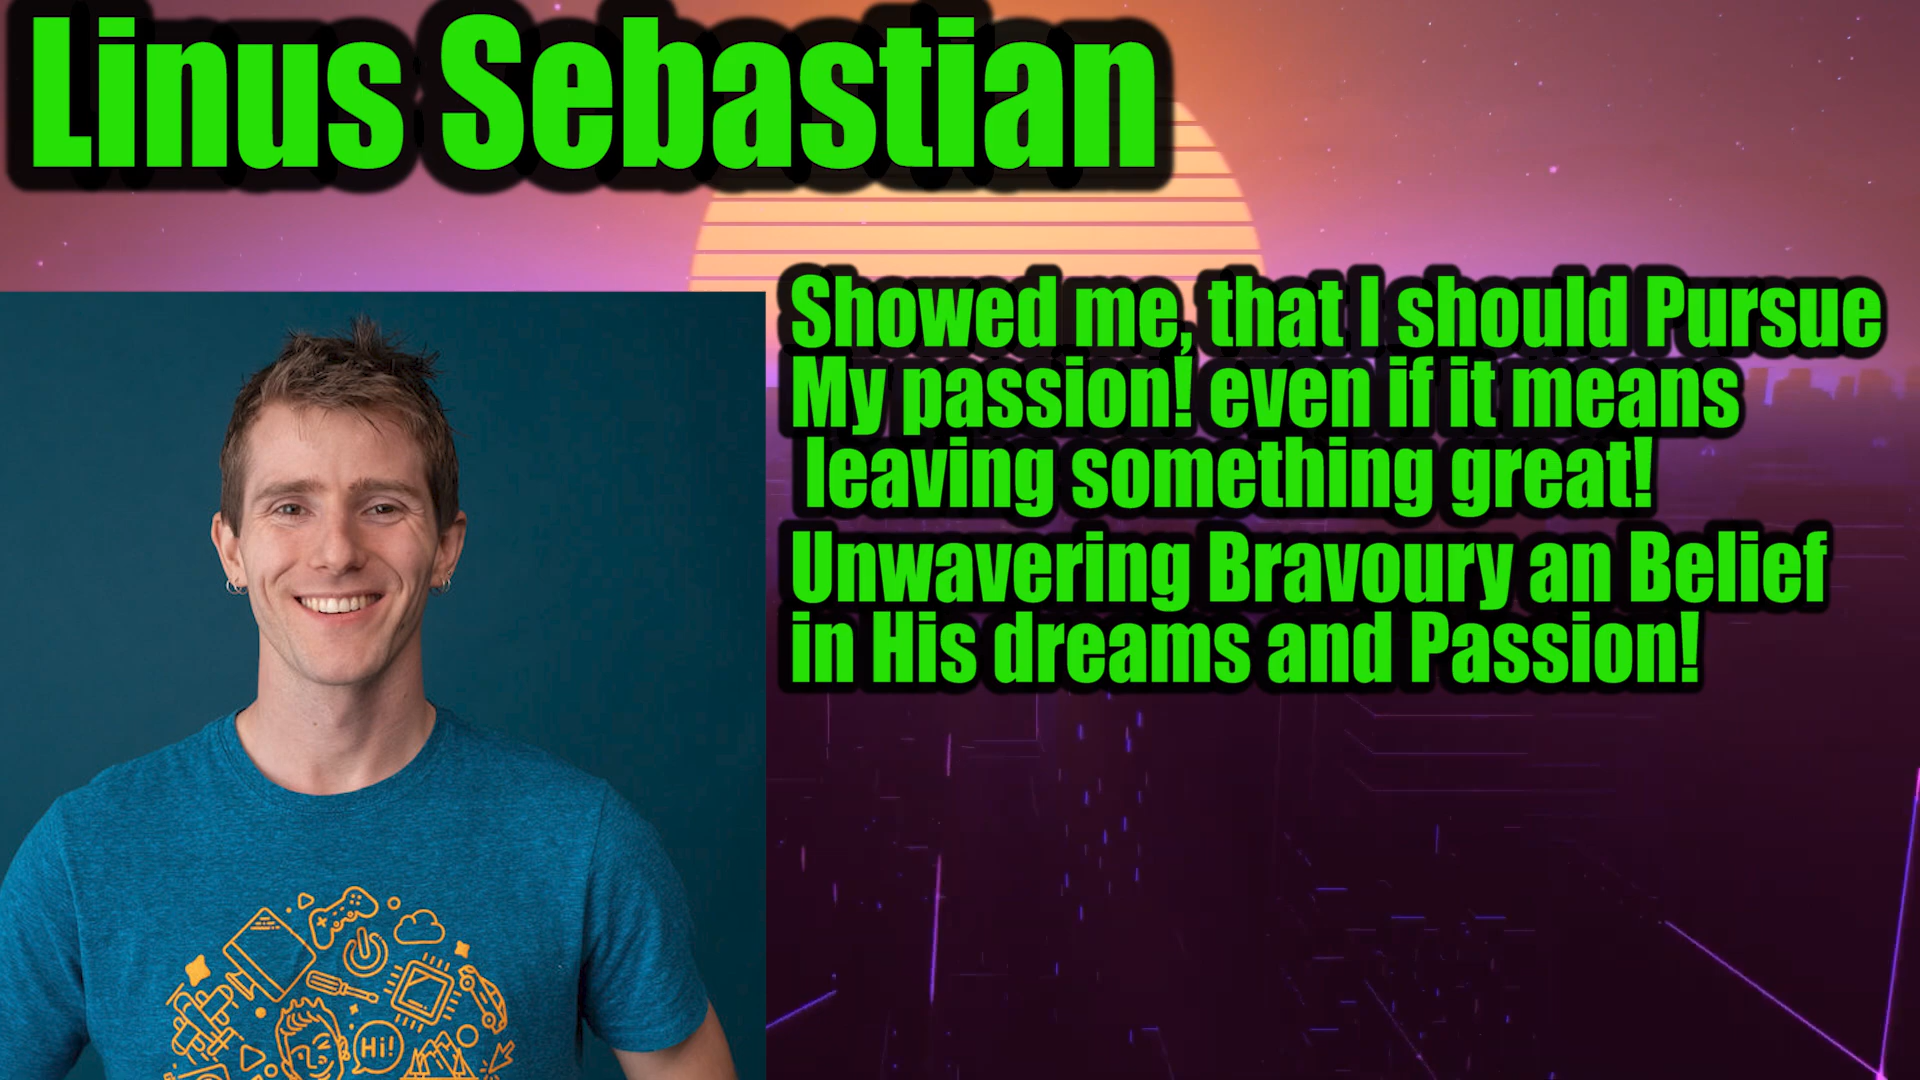 Linus Sebastian
Showed me, that I should Pursue
My passion! even if it means
leaving something great!
Unwavering Bravoury an Belief
in His dreams and Passion!
Hi!